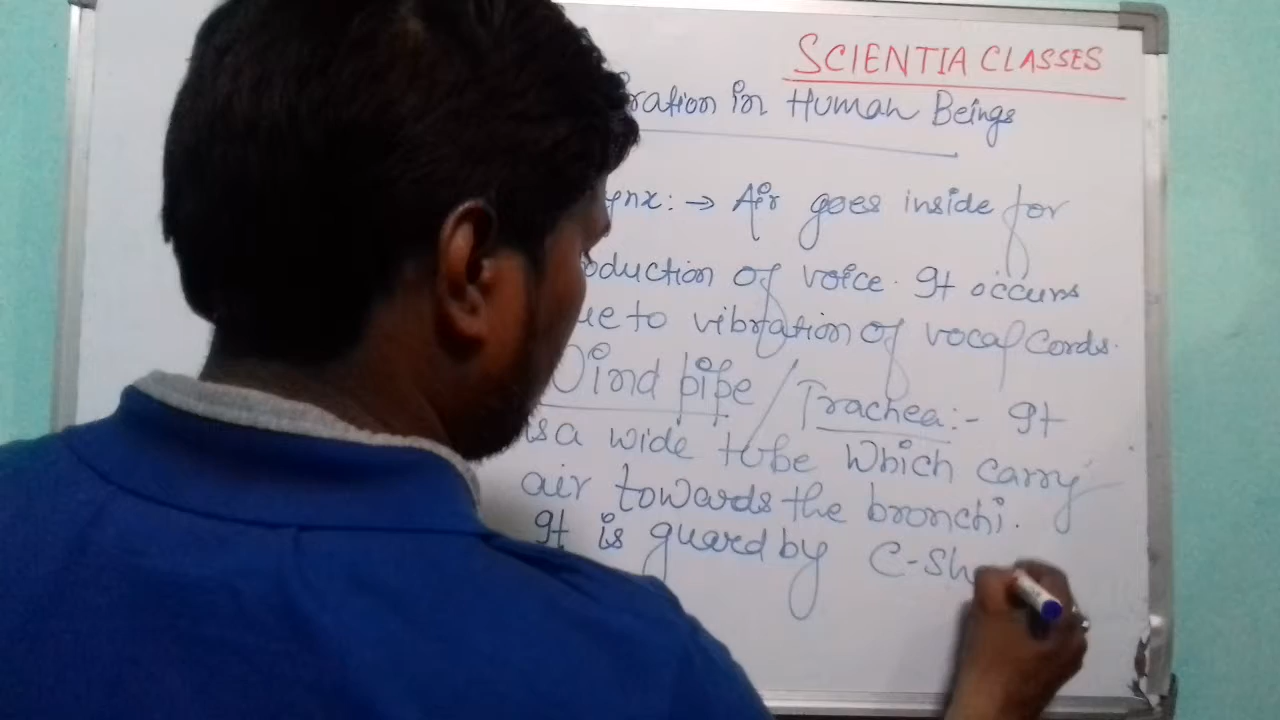 SCIENTIA CLASSES
ration in Human Beings
ynx: → Air goes inside for
oduction of voice. It occurs
ue to vibration of vocal Cords.
Wind pipe / Trachea:- It
is a wide tube Which carry
air towards the bronchi.
It is guard by C-Sh